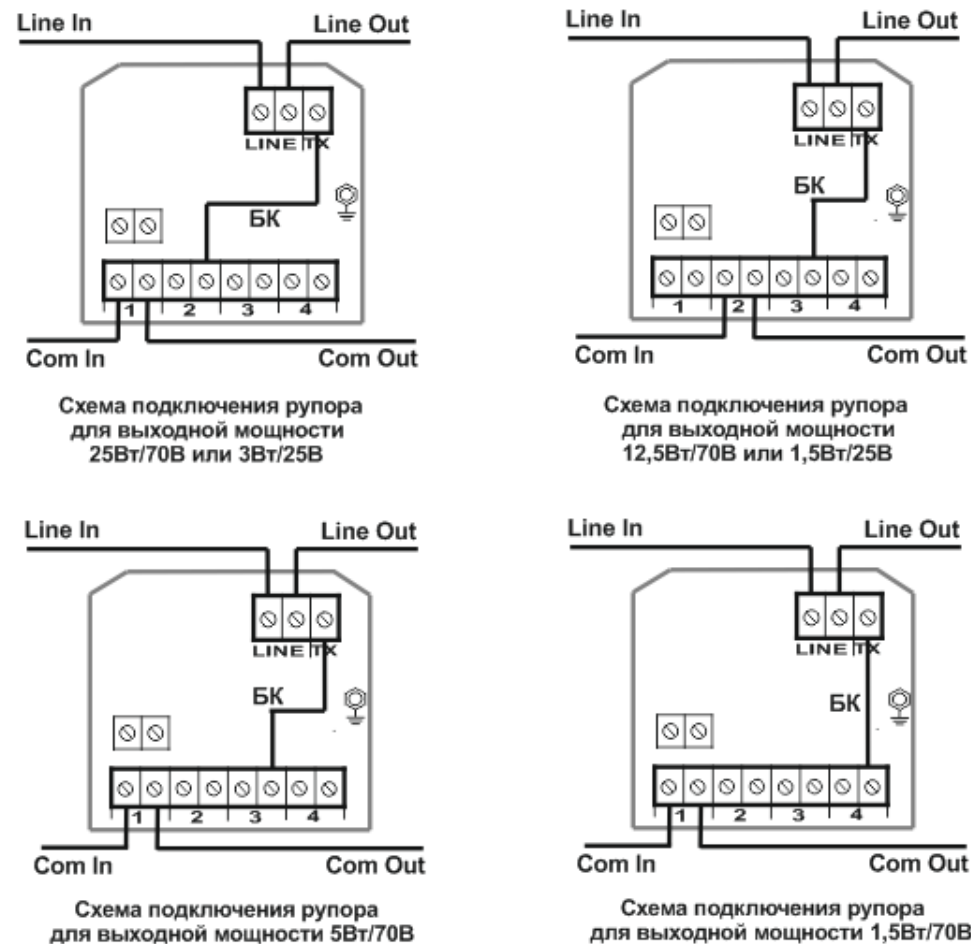 Line In Line Out
LINE TX
БК
1 2 3 4
Com In Com Out
Схема подключения рупора
для выходной мощности
25Вт/70В или 3Вт/25В
Line In Line Out
LINE TX
БК
1 2 3 4
Com In Com Out
Схема подключения рупора
для выходной мощности
12,5Вт/70В или 1,5Вт/25В
Line In Line Out
LINE TX
БК
1 2 3 4
Com In Com Out
Схема подключения рупора
для выходной мощности 5Вт/70В
Line In Line Out
LINE TX
БК
1 2 3 4
Com In Com Out
Схема подключения рупора
для выходной мощности 1,5Вт/70В